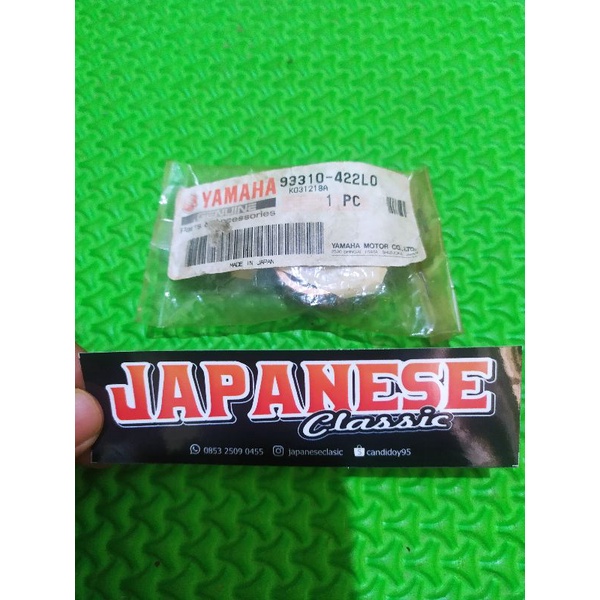 YAMAHA 93310-422L0
K03T218A
GENUINE
Parts & Accessories
1 PC
YAMAHA MOTOR CO., LTD.
MADE IN JAPAN
JAPANESE
Classic
0853 2509 0455 japaneseclasic candidoy95